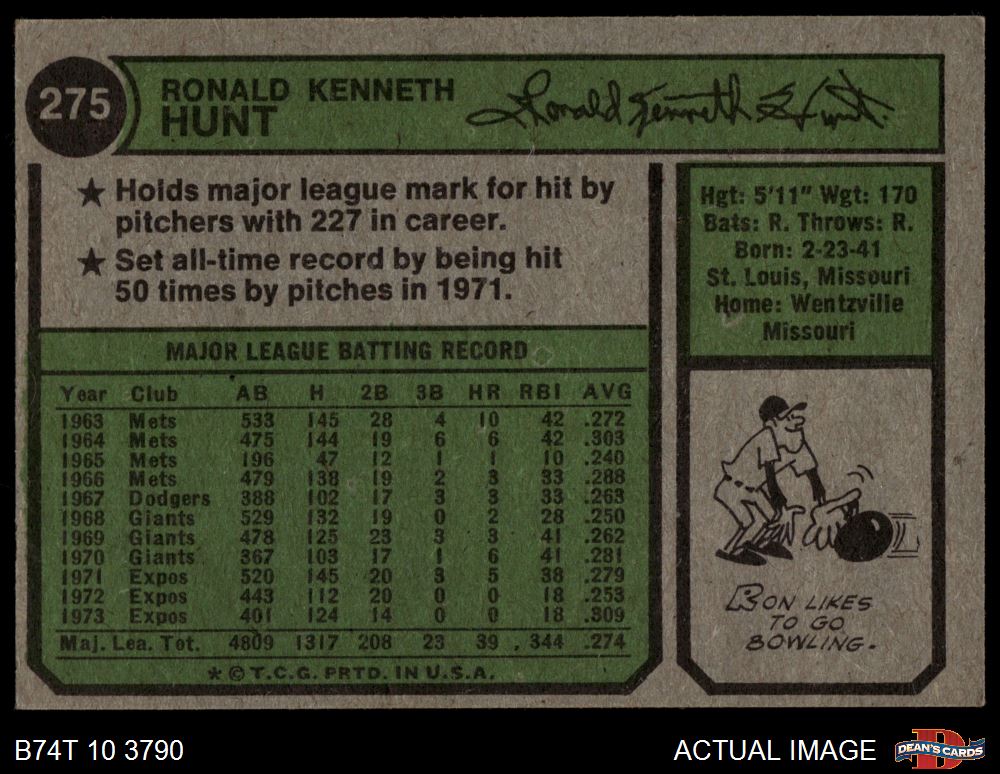 275
RONALD KENNETH
HUNT
Ronald Kenneth Hunt
★ Holds major league mark for hit by
pitchers with 227 in career.
★ Set all-time record by being hit
50 times by pitches in 1971.
Hgt: 5'11" Wgt: 170
Bats: R. Throws: R.
Born: 2-23-41
St. Louis, Missouri
Home: Wentzville
Missouri
MAJOR LEAGUE BATTING RECORD
Year Club AB H 2B 3B HR RBI AVG
1963 Mets 533 145 28 4 10 42 .272
1964 Mets 475 144 19 6 6 42 .303
1965 Mets 196 47 12 1 1 10 .240
1966 Mets 479 138 19 2 3 33 .288
1967 Dodgers 388 102 17 3 3 33 .263
1968 Giants 529 132 19 0 2 28 .250
1969 Giants 478 125 23 3 3 41 .262
1970 Giants 367 103 17 1 6 41 .281
1971 Expos 520 145 20 3 5 38 .279
1972 Expos 443 112 20 0 0 18 .253
1973 Expos 401 124 14 0 0 18 .309
Maj. Lea. Tot. 4809 1317 208 23 39 344 .274
* © T.C.G. PRTD. IN U.S.A.
RON LIKES
TO GO
BOWLING.
B74T 10 3790
ACTUAL IMAGE
DEAN'S CARDS